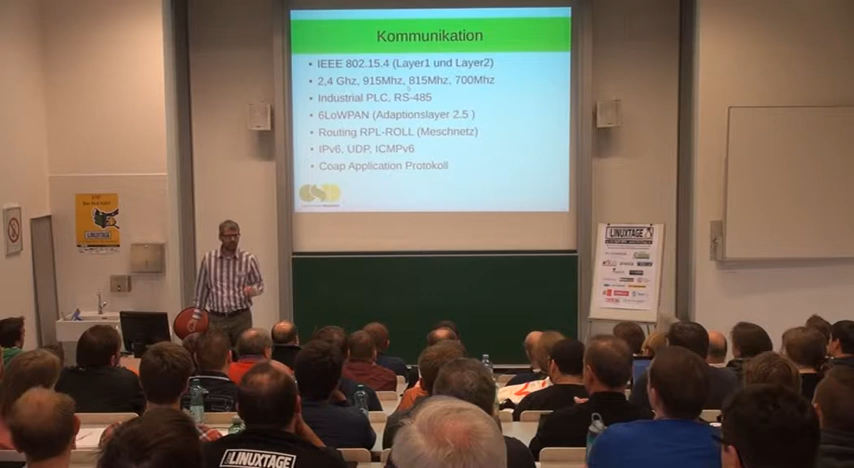 Kommunikation
• IEEE 802.15.4 (Layer1 und Layer2)
• 2,4 Ghz, 915Mhz, 815Mhz, 700Mhz
• Industrial PLC, RS-485
• 6LoWPAN (Adaptionslayer 2.5 )
• Routing RPL-ROLL (Meschnetz)
• IPv6, UDP, ICMPv6
• Coap Application Protokoll
LINUXTAGE
LINUXTAGE
LINUXTAGE